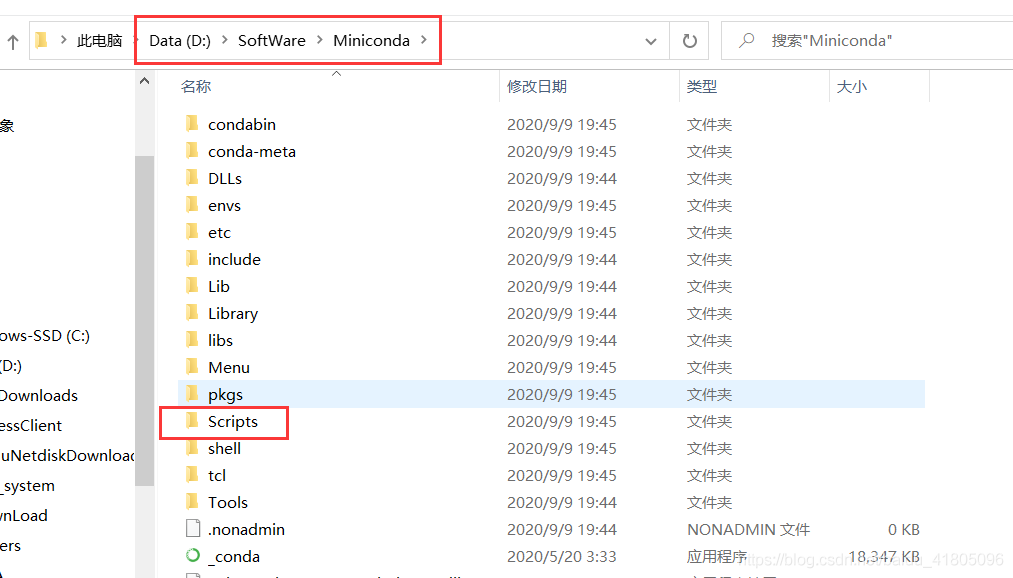 此电脑 Data (D:) SoftWare Miniconda 搜索"Miniconda"
名称 修改日期 类型 大小
象
ows-SSD (C:)
(D:)
Downloads
essClient
uNetdiskDownloac
_system
vnLoad
ers
condabin 2020/9/9 19:45 文件夹
conda-meta 2020/9/9 19:45 文件夹
DLLs 2020/9/9 19:44 文件夹
envs 2020/9/9 19:45 文件夹
etc 2020/9/9 19:45 文件夹
include 2020/9/9 19:44 文件夹
Lib 2020/9/9 19:44 文件夹
Library 2020/9/9 19:44 文件夹
libs 2020/9/9 19:44 文件夹
Menu 2020/9/9 19:45 文件夹
pkgs 2020/9/9 19:45 文件夹
Scripts 2020/9/9 19:45 文件夹
shell 2020/9/9 19:45 文件夹
tcl 2020/9/9 19:45 文件夹
Tools 2020/9/9 19:44 文件夹
.nonadmin 2020/9/9 19:44 NONADMIN 文件 0 KB
_conda 2020/5/20 3:33 应用程序 18,347 KB